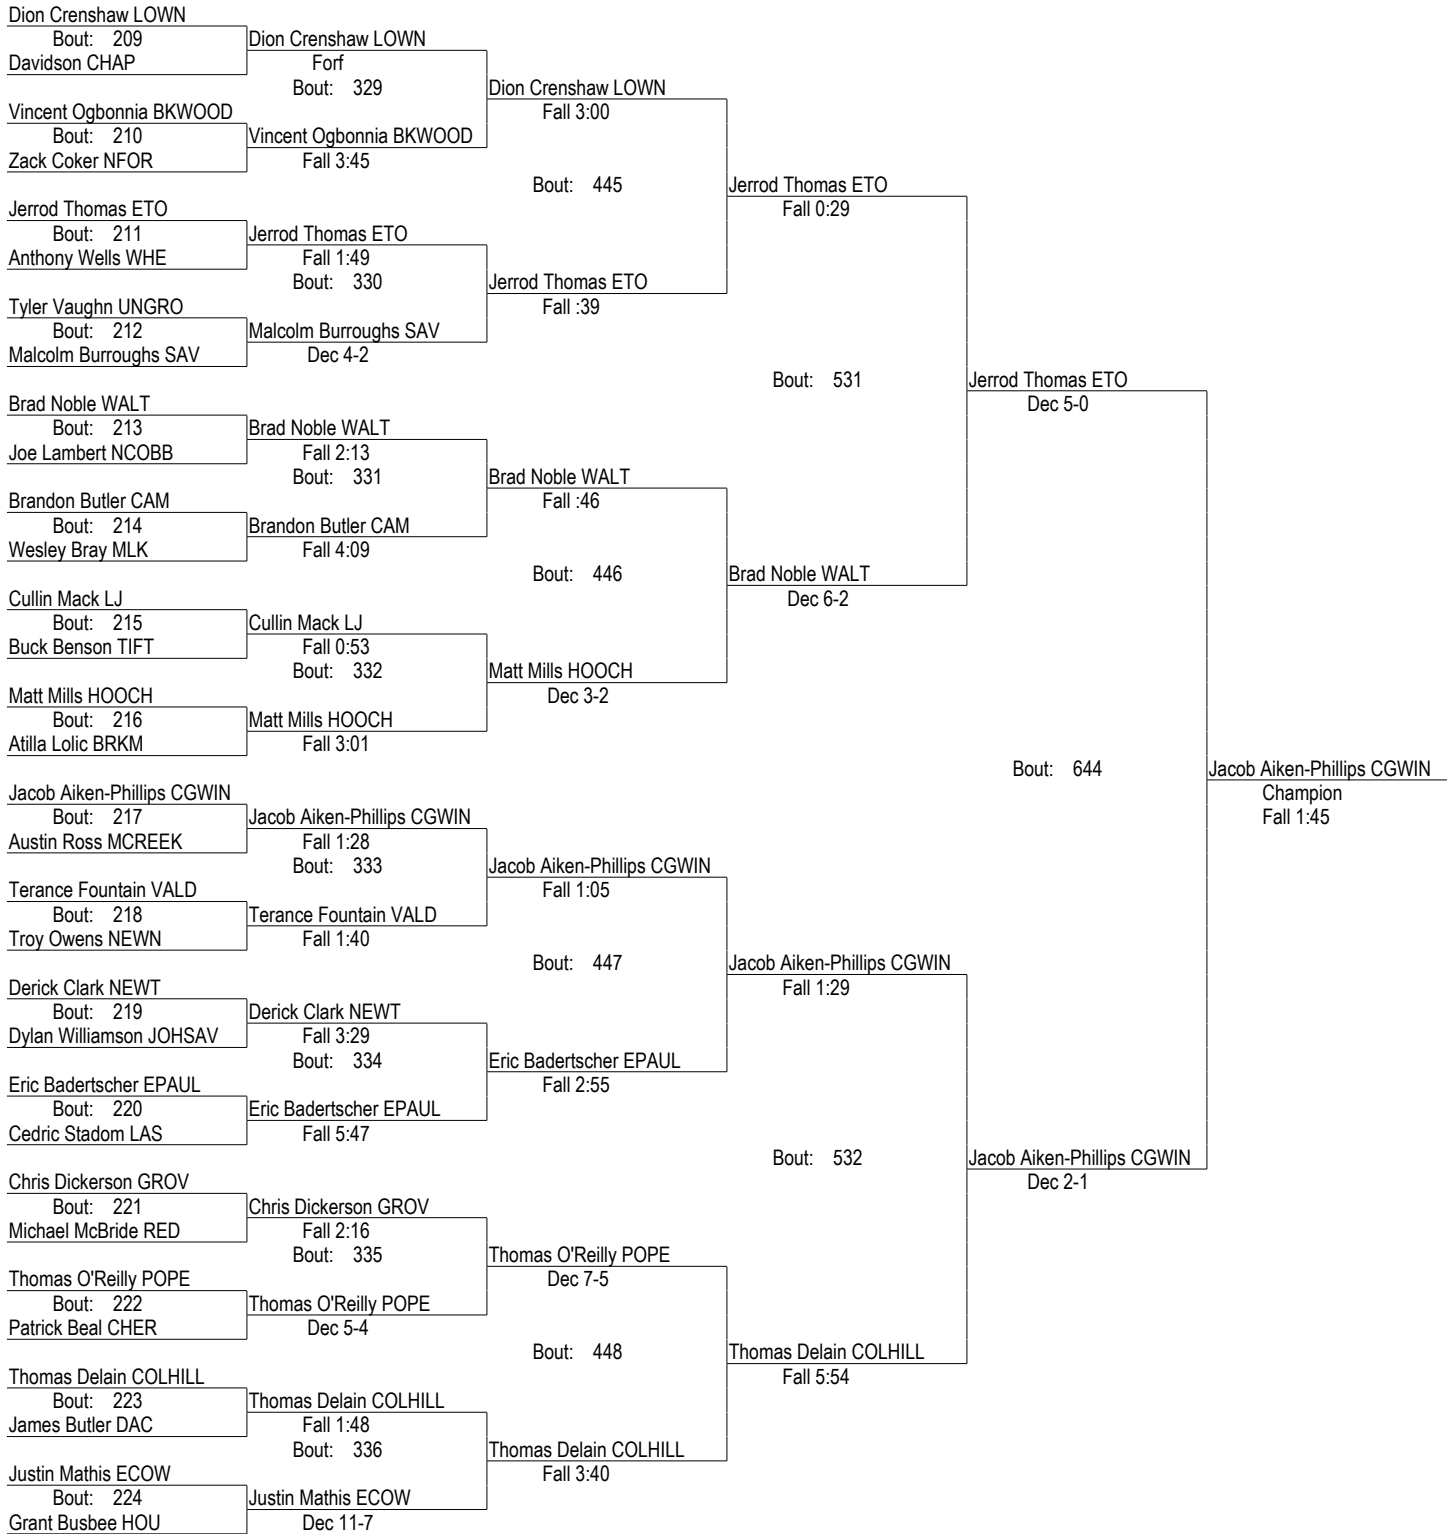 Dion Crenshaw LOWN
Bout: 209
Davidson CHAP
Vincent Ogbonnia BKWOOD
Bout: 210
Zack Coker NFOR
Jerrod Thomas ETO
Bout: 211
Anthony Wells WHE
Tyler Vaughn UNGRO
Bout: 212
Malcolm Burroughs SAV
Brad Noble WALT
Bout: 213
Joe Lambert NCOBB
Brandon Butler CAM
Bout: 214
Wesley Bray MLK
Cullin Mack LJ
Bout: 215
Buck Benson TIFT
Matt Mills HOOCH
Bout: 216
Atilla Lolic BRKM
Jacob Aiken-Phillips CGWIN
Bout: 217
Austin Ross MCREEK
Terance Fountain VALD
Bout: 218
Troy Owens NEWN
Derick Clark NEWT
Bout: 219
Dylan Williamson JOHSAV
Eric Badertscher EPAUL
Bout: 220
Cedric Stadom LAS
Chris Dickerson GROV
Bout: 221
Michael McBride RED
Thomas O'Reilly POPE
Bout: 222
Patrick Beal CHER
Thomas Delain COLHILL
Bout: 223
James Butler DAC
Justin Mathis ECOW
Bout: 224
Grant Busbee HOU
Dion Crenshaw LOWN
Forf
Bout: 329
Vincent Ogbonnia BKWOOD
Fall 3:45
Jerrod Thomas ETO
Fall 1:49
Bout: 330
Malcolm Burroughs SAV
Dec 4-2
Brad Noble WALT
Fall 2:13
Bout: 331
Brandon Butler CAM
Fall 4:09
Cullin Mack LJ
Fall 0:53
Bout: 332
Matt Mills HOOCH
Fall 3:01
Jacob Aiken-Phillips CGWIN
Fall 1:28
Bout: 333
Terance Fountain VALD
Fall 1:40
Derick Clark NEWT
Fall 3:29
Bout: 334
Eric Badertscher EPAUL
Fall 5:47
Chris Dickerson GROV
Fall 2:16
Bout: 335
Thomas O'Reilly POPE
Dec 5-4
Thomas Delain COLHILL
Fall 1:48
Bout: 336
Justin Mathis ECOW
Dec 11-7
Dion Crenshaw LOWN
Fall 3:00
Bout: 445
Jerrod Thomas ETO
Fall :39
Brad Noble WALT
Fall :46
Bout: 446
Matt Mills HOOCH
Dec 3-2
Jacob Aiken-Phillips CGWIN
Fall 1:05
Bout: 447
Eric Badertscher EPAUL
Fall 2:55
Thomas O'Reilly POPE
Dec 7-5
Bout: 448
Thomas Delain COLHILL
Fall 3:40
Jerrod Thomas ETO
Fall 0:29
Bout: 531
Brad Noble WALT
Dec 6-2
Jacob Aiken-Phillips CGWIN
Fall 1:29
Bout: 532
Thomas Delain COLHILL
Fall 5:54
Jerrod Thomas ETO
Dec 5-0
Bout: 644
Jacob Aiken-Phillips CGWIN
Dec 2-1
Jacob Aiken-Phillips CGWIN
Champion
Fall 1:45